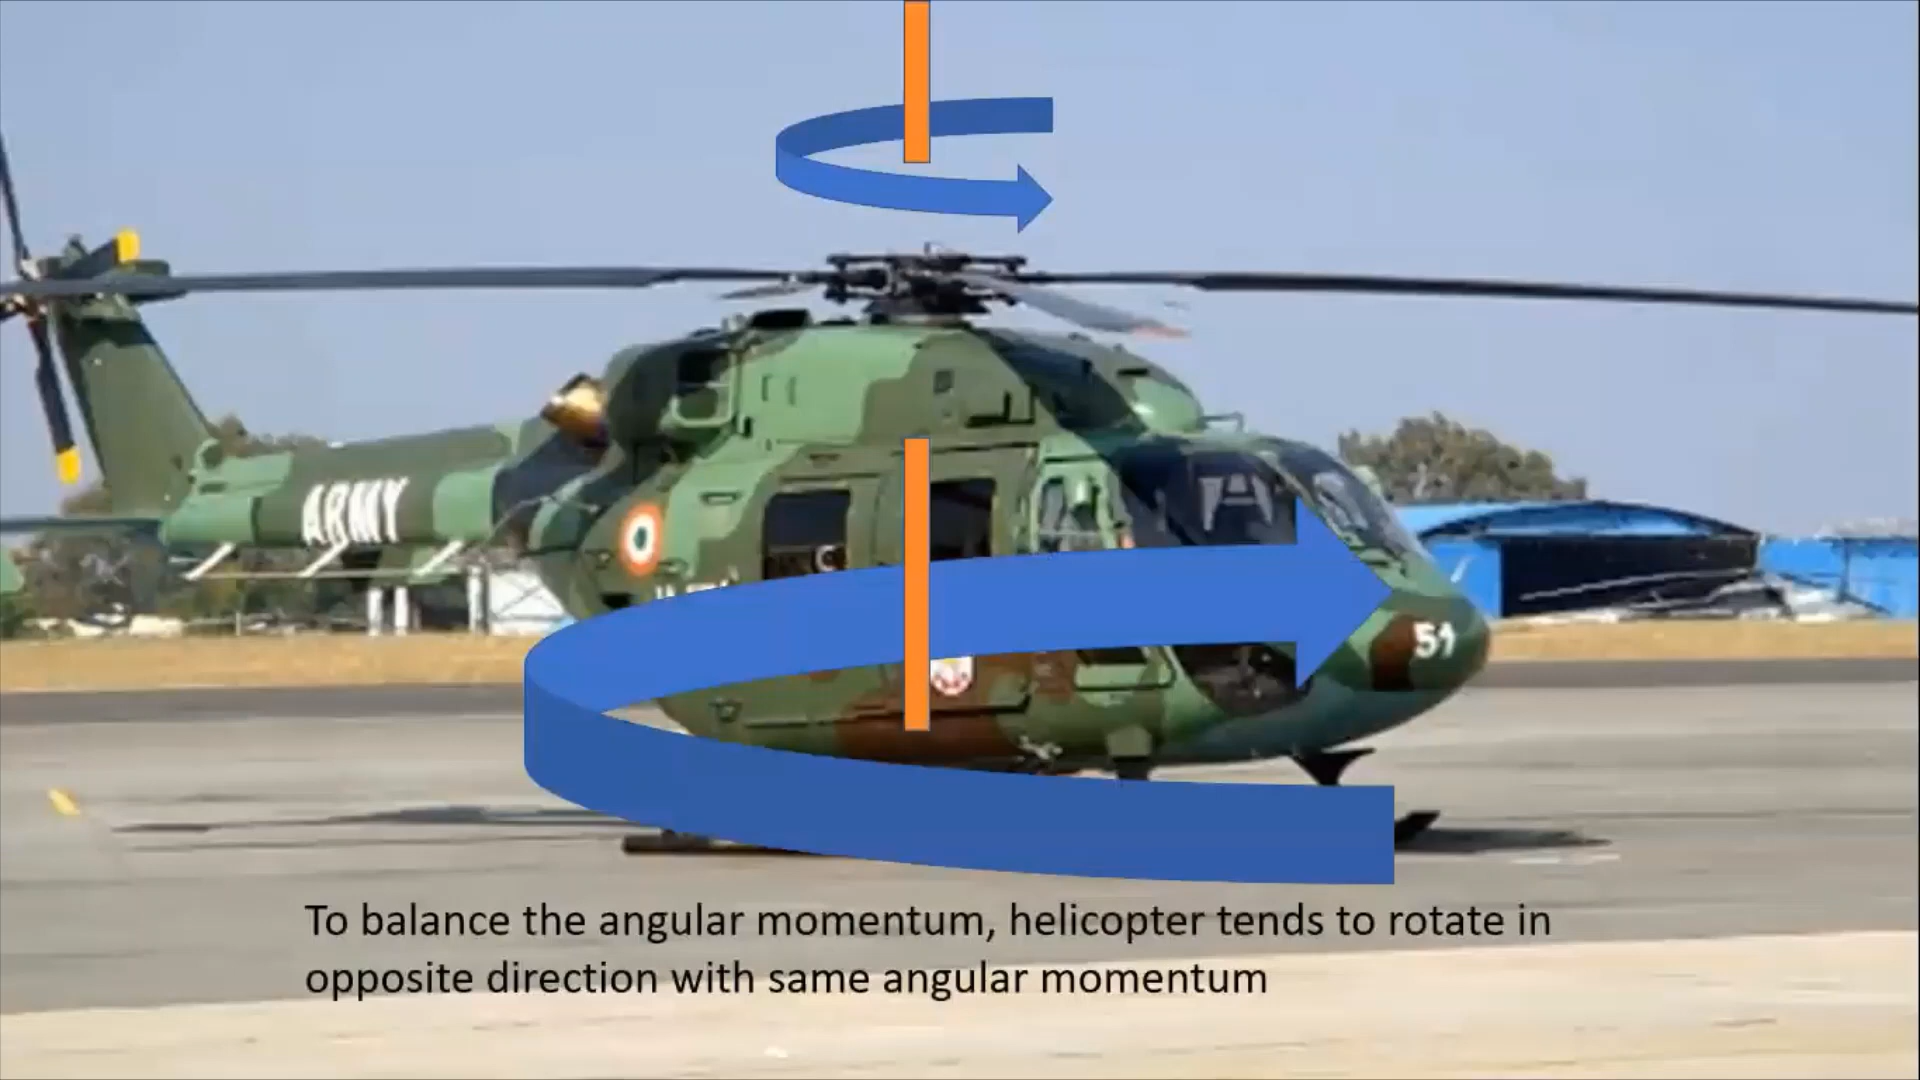 ARMY
51
To balance the angular momentum, helicopter tends to rotate in
opposite direction with same angular momentum